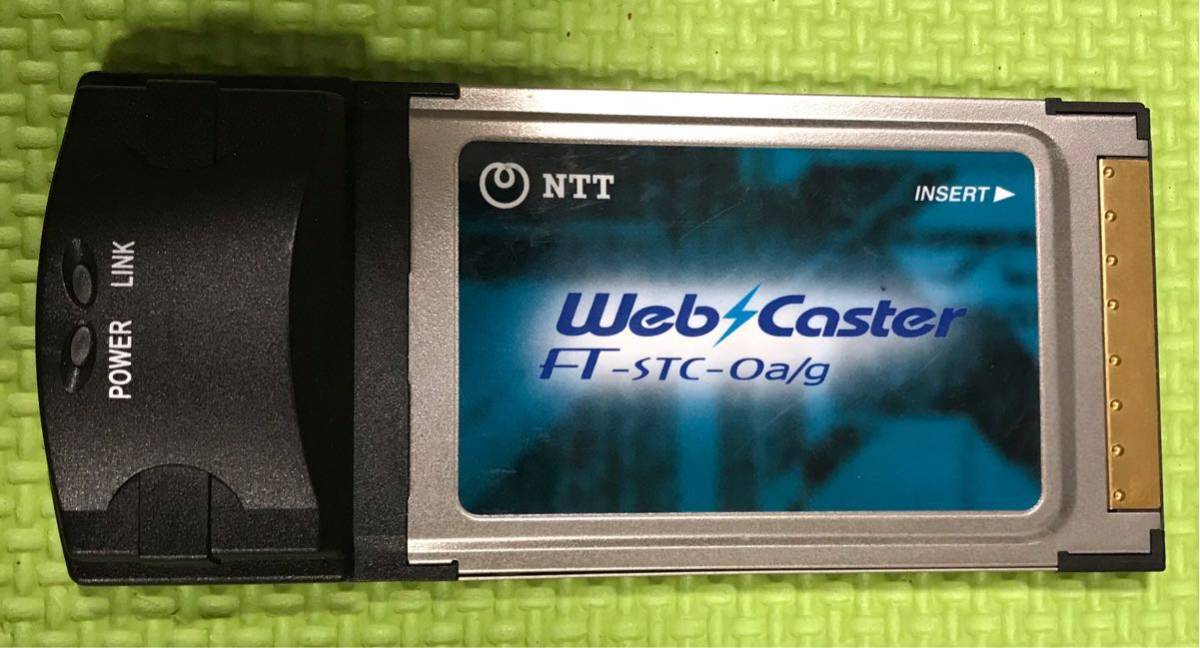 NTT
INSERT ▶
Web Caster
FT-STC-Oa/g
POWER LINK